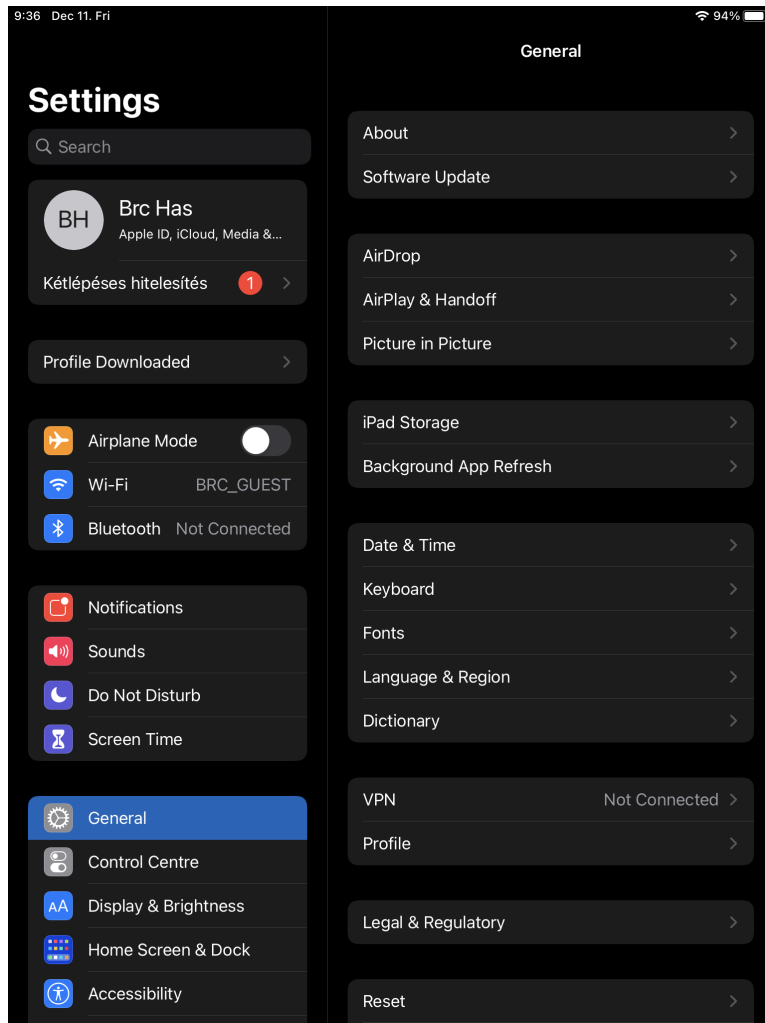 9:36 Dec 11. Fri
94%
Settings
Search
BH
Brc Has
Apple ID, iCloud, Media &...
Kétlépéses hitelesítés 1
Profile Downloaded
Airplane Mode
Wi-Fi BRC_GUEST
Bluetooth Not Connected
Notifications
Sounds
Do Not Disturb
Screen Time
General
Control Centre
AA Display & Brightness
Home Screen & Dock
Accessibility
General
About
Software Update
AirDrop
AirPlay & Handoff
Picture in Picture
iPad Storage
Background App Refresh
Date & Time
Keyboard
Fonts
Language & Region
Dictionary
VPN Not Connected
Profile
Legal & Regulatory
Reset